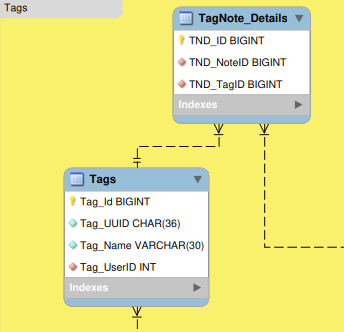 Tags
TagNote_Details
TND_ID BIGINT
TND_NoteID BIGINT
TND_TagID BIGINT
Indexes
Tags
Tag_Id BIGINT
Tag_UUID CHAR(36)
Tag_Name VARCHAR(30)
Tag_UserID INT
Indexes